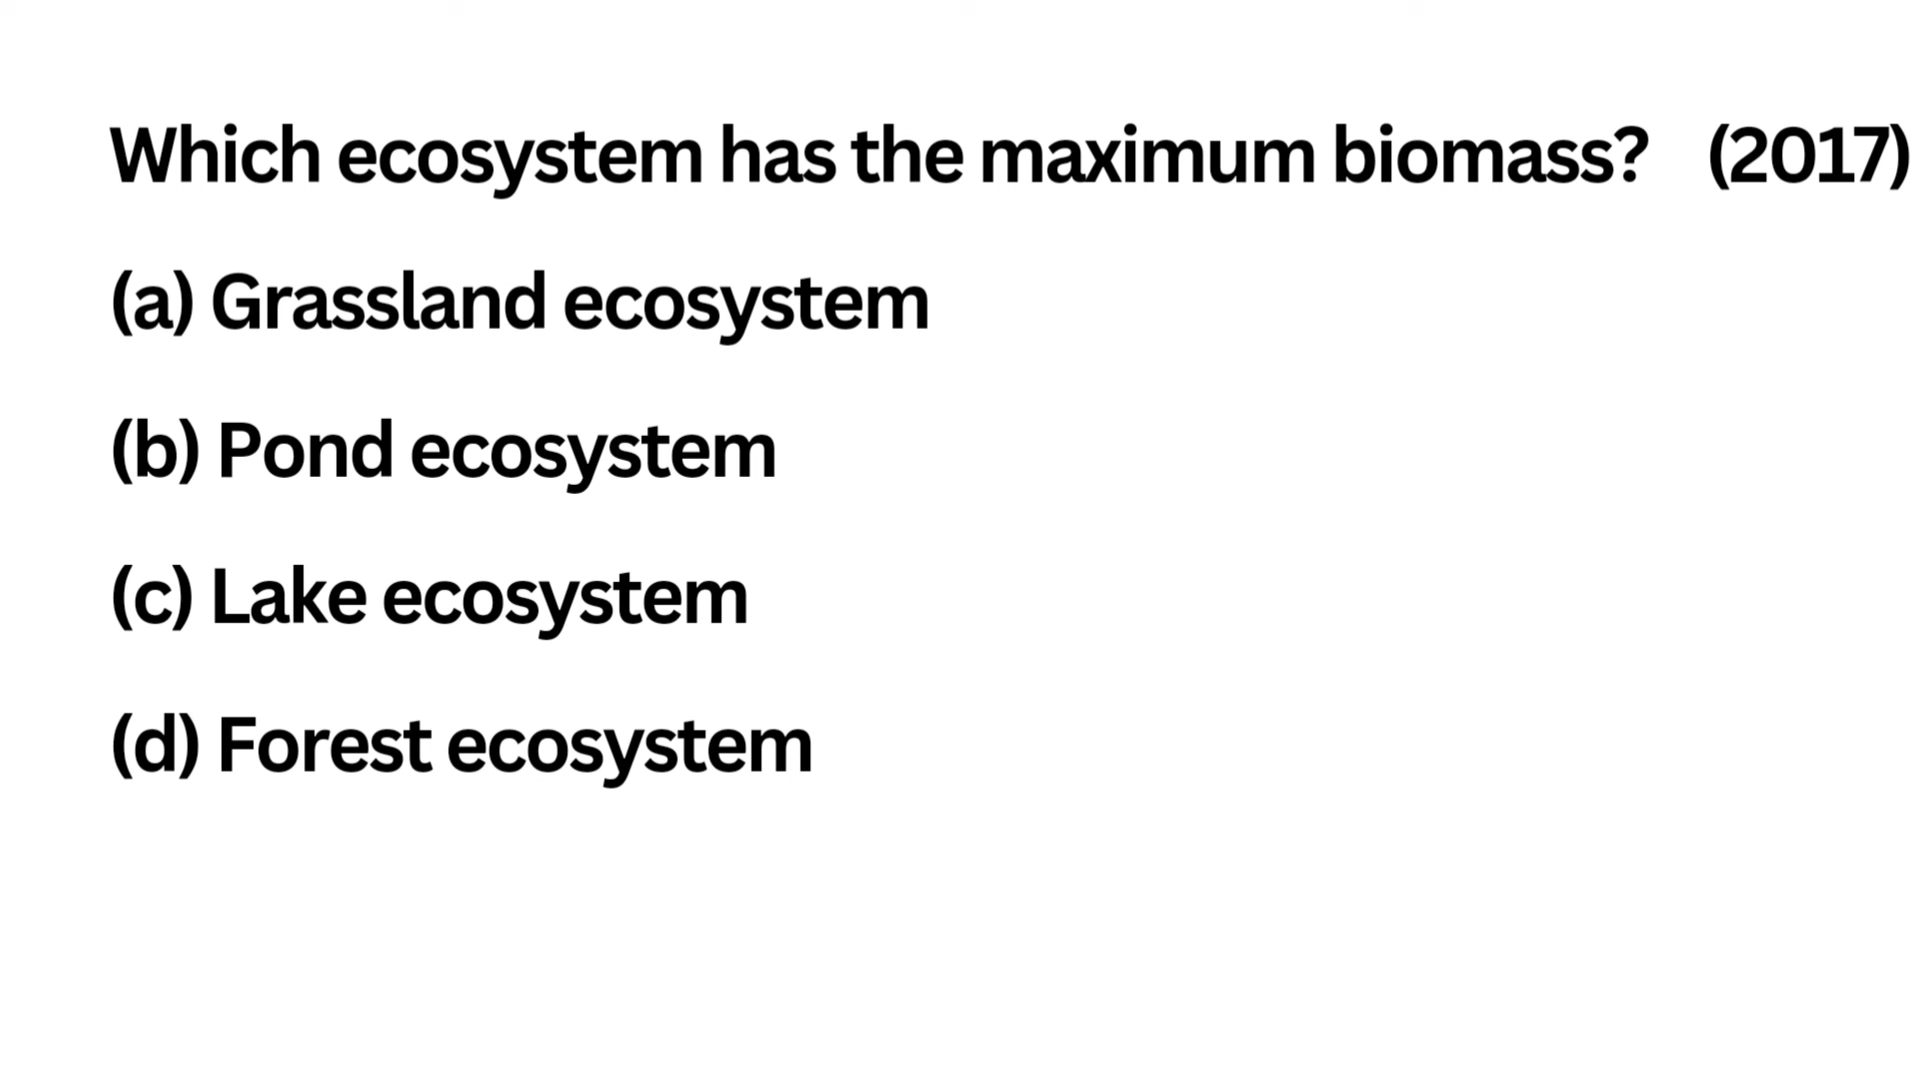 Which ecosystem has the maximum biomass? (2017)
(a) Grassland ecosystem
(b) Pond ecosystem
(c) Lake ecosystem
(d) Forest ecosystem